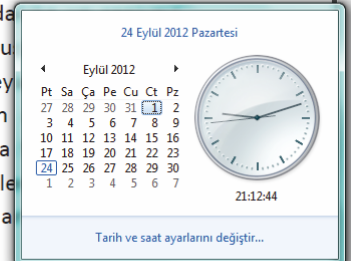 24 Eylül 2012 Pazartesi
Eylül 2012
Pt Sa Ça Pe Cu Ct Pz
27 28 29 30 31 1 2
3 4 5 6 7 8 9
10 11 12 13 14 15 16
17 18 19 20 21 22 23
24 25 26 27 28 29 30
1 2 3 4 5 6 7
21:12:44
Tarih ve saat ayarlarını değiştir...